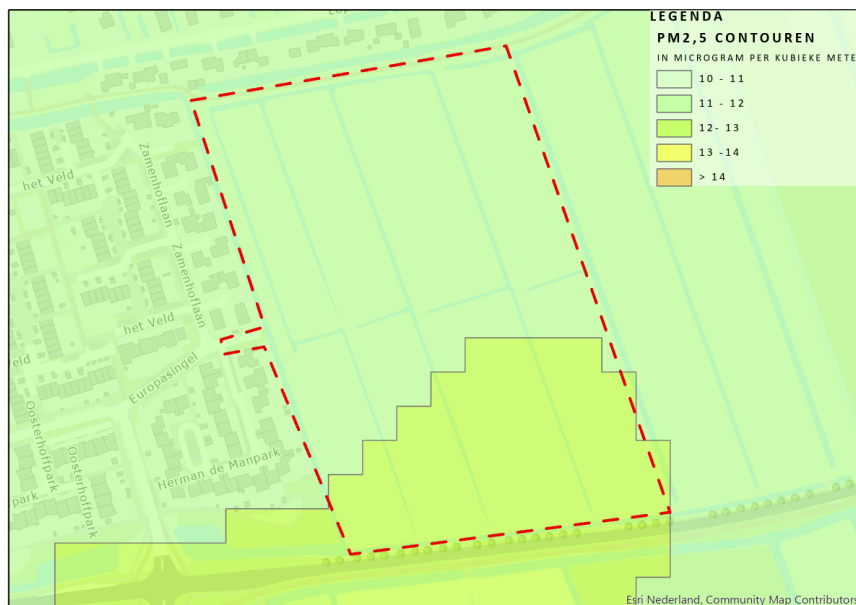 LEGENDA
PM2,5 CONTOUREN
IN MICROGRAM PER KUBIEKE METE
10 - 11
11 - 12
12- 13
13 -14
> 14
het Veld
Zamenhoflaan
Zamenhoflaan
het Veld
eld
Europasingel
Oosterhoffpark
Oosterhoffpark
Herman de Manpark
park
Esri Nederland, Community Map Contributors